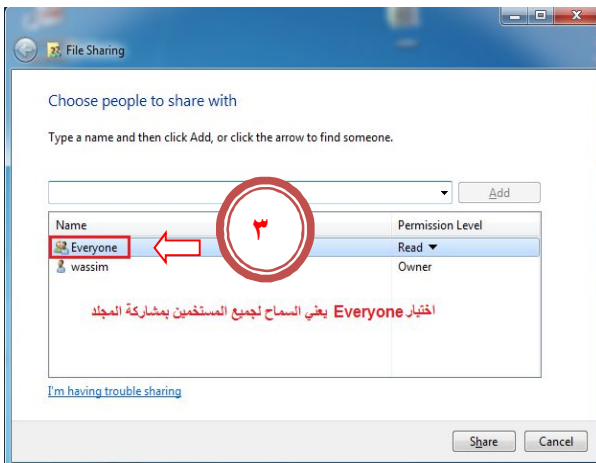 File Sharing
Choose people to share with
Type a name and then click Add, or click the arrow to find someone.
Add
Name Permission Level
Everyone Read
wassim Owner
٣
اختيار Everyone يعني السماح لجميع المستخمين بمشاركة المجلد
I'm having trouble sharing
Share Cancel